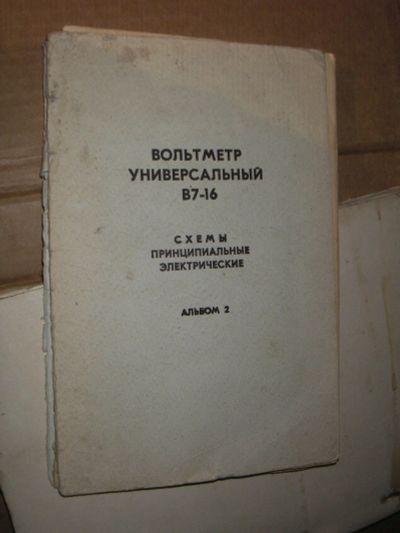 ВОЛЬТМЕТР
УНИВЕРСАЛЬНЫЙ
В7-16
СХЕМЫ
ПРИНЦИПИАЛЬНЫЕ
ЭЛЕКТРИЧЕСКИЕ
АЛЬБОМ 2